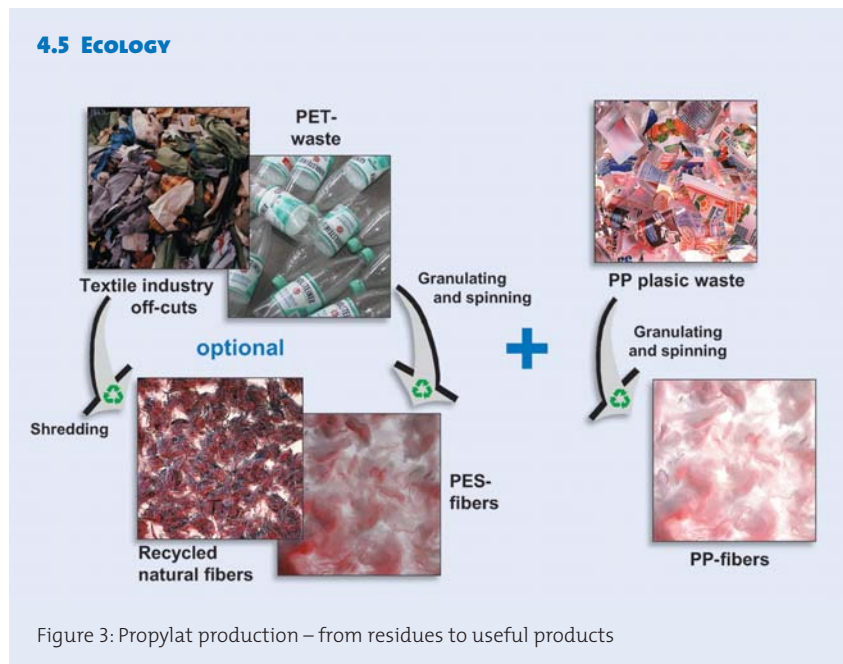 4.5 ECOLOGY
PET-
waste
Textile industry
off-cuts
Granulating
and spinning
PP plasic waste
optional
Granulating
and spinning
Shredding
PES-
fibers
Recycled
natural fibers
PP-fibers
Figure 3: Propylat production – from residues to useful products